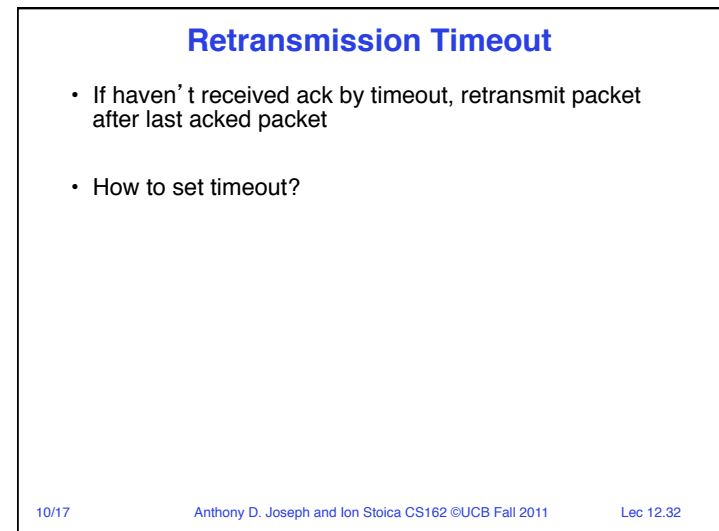 Retransmission Timeout
• If haven't received ack by timeout, retransmit packet
after last acked packet
• How to set timeout?
10/17 Anthony D. Joseph and Ion Stoica CS162 ©UCB Fall 2011 Lec 12.32